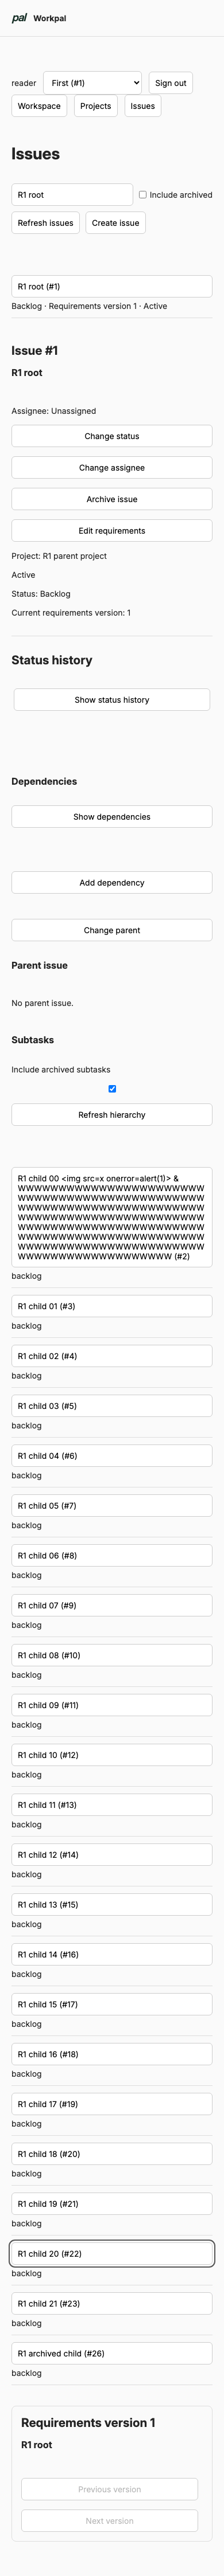 pal Workpal
reader First (#1) Sign out
Workspace Projects Issues
Issues
R1 root Include archived
Refresh issues Create issue
R1 root (#1)
Backlog · Requirements version 1 · Active
Issue #1
R1 root
Assignee: Unassigned
Change status
Change assignee
Archive issue
Edit requirements
Project: R1 parent project
Active
Status: Backlog
Current requirements version: 1
Status history
Show status history
Dependencies
Show dependencies
Add dependency
Change parent
Parent issue
No parent issue.
Subtasks
Include archived subtasks
Refresh hierarchy
R1 child 00 <img src=x onerror=alert(1)> &
WWWWWWWWWWWWWWWWWWWWWWW
WWWWWWWWWWWWWWWWWWWWWWW
WWWWWWWWWWWWWWWWWWWWWWW
WWWWWWWWWWWWWWWWWWWWWWW
WWWWWWWWWWWWWWWWWWWWWWW
WWWWWWWWWWWWWWWWWWWWWWW
WWWWWWWWWWWWWWWWWWW (#2)
backlog
R1 child 01 (#3)
backlog
R1 child 02 (#4)
backlog
R1 child 03 (#5)
backlog
R1 child 04 (#6)
backlog
R1 child 05 (#7)
backlog
R1 child 06 (#8)
backlog
R1 child 07 (#9)
backlog
R1 child 08 (#10)
backlog
R1 child 09 (#11)
backlog
R1 child 10 (#12)
backlog
R1 child 11 (#13)
backlog
R1 child 12 (#14)
backlog
R1 child 13 (#15)
backlog
R1 child 14 (#16)
backlog
R1 child 15 (#17)
backlog
R1 child 16 (#18)
backlog
R1 child 17 (#19)
backlog
R1 child 18 (#20)
backlog
R1 child 19 (#21)
backlog
R1 child 20 (#22)
backlog
R1 child 21 (#23)
backlog
R1 archived child (#26)
backlog
Requirements version 1
R1 root
Previous version
Next version